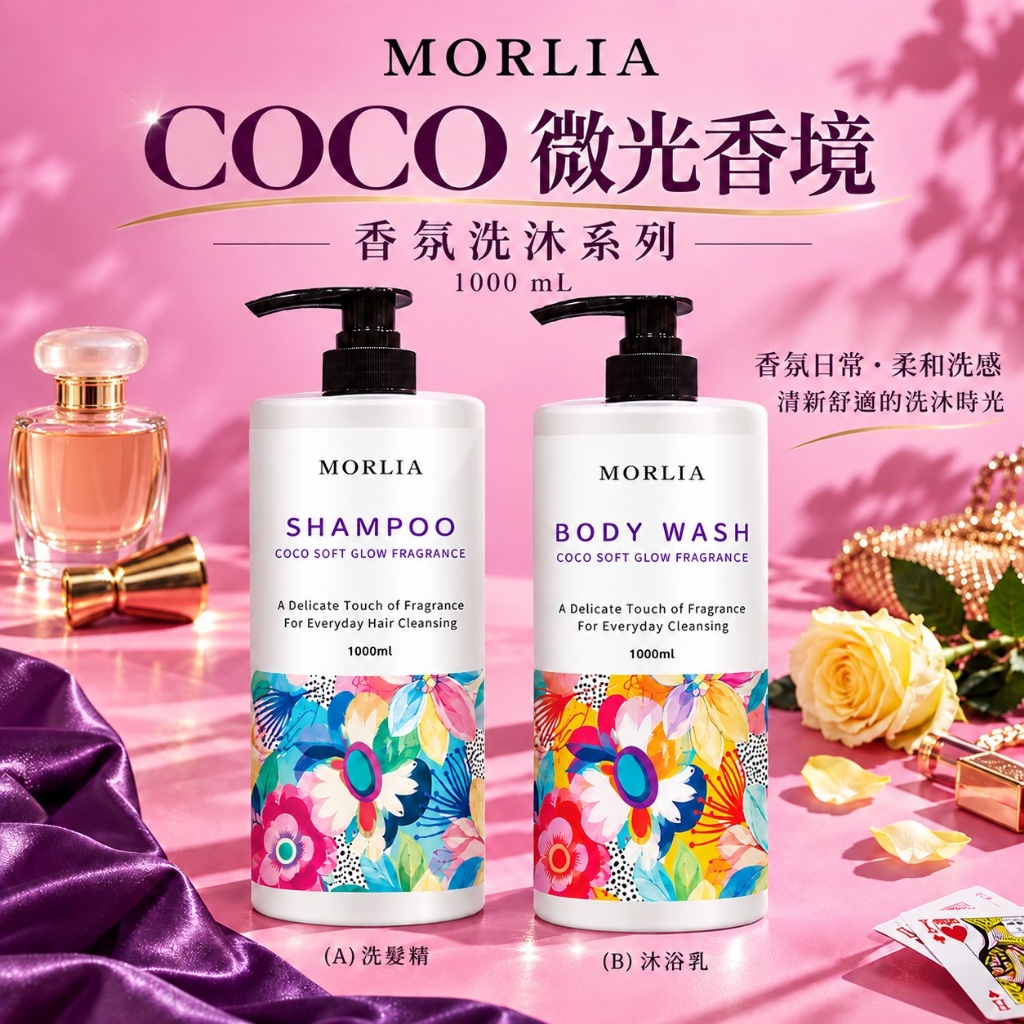 MORLIA
COCO 微光香境
香氛洗沐系列
1000 mL
香氛日常・柔和洗感
清新舒適的洗沐時光
MORLIA
SHAMPOO
COCO SOFT GLOW FRAGRANCE
A Delicate Touch of Fragrance
For Everyday Hair Cleansing
1000ml
MORLIA
BODY WASH
COCO SOFT GLOW FRAGRANCE
A Delicate Touch of Fragrance
For Everyday Cleansing
1000ml
(A) 洗髮精
(B) 沐浴乳
K